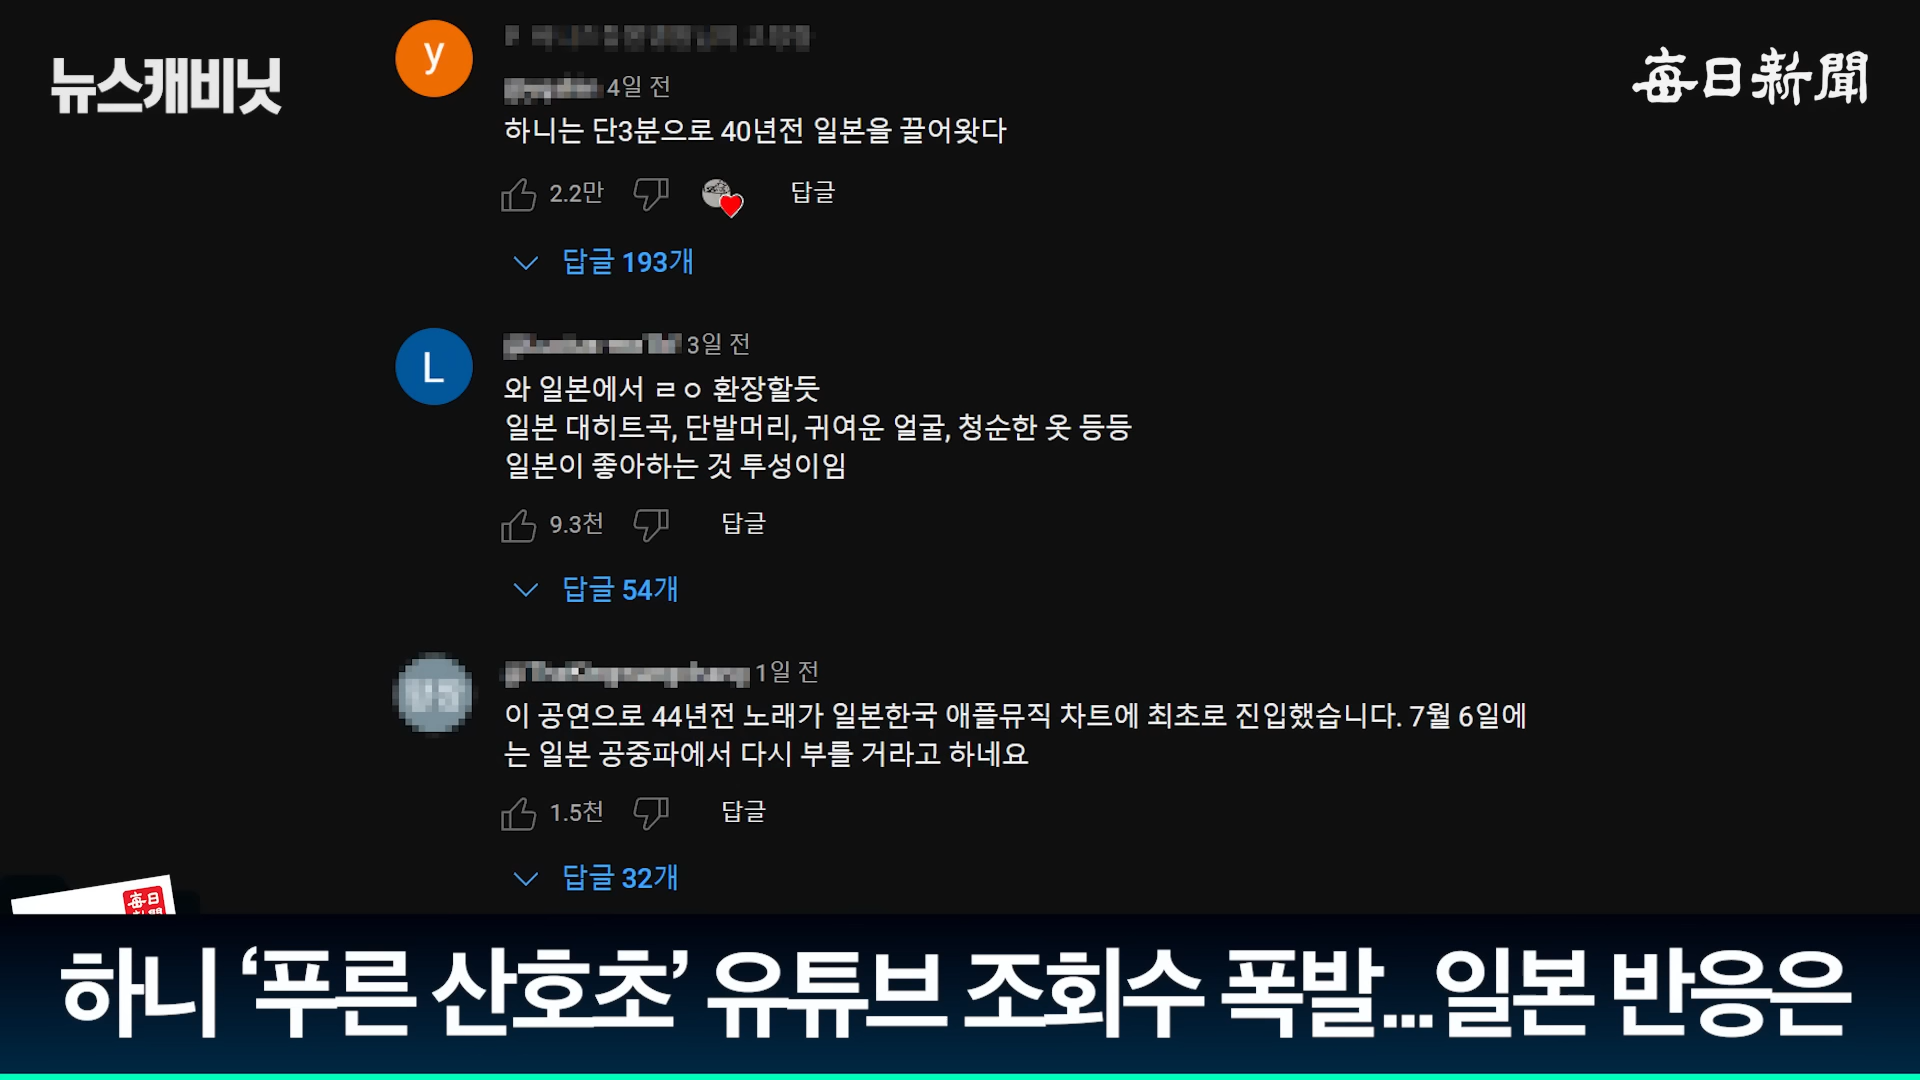 뉴스캐비닛
每日新聞
y
4일 전
하니는 단3분으로 40년전 일본을 끌어왓다
2.2만
답글
답글 193개
L
3일 전
와 일본에서 ㄹㅇ 환장할듯
일본 대히트곡, 단발머리, 귀여운 얼굴, 청순한 옷 등등
일본이 좋아하는 것 투성이임
9.3천
답글
답글 54개
1일 전
이 공연으로 44년전 노래가 일본한국 애플뮤직 차트에 최초로 진입했습니다. 7월 6일에
는 일본 공중파에서 다시 부를 거라고 하네요
1.5천
답글
답글 32개
每日
하니 ‘푸른 산호초’ 유튜브 조회수 폭발...일본 반응은